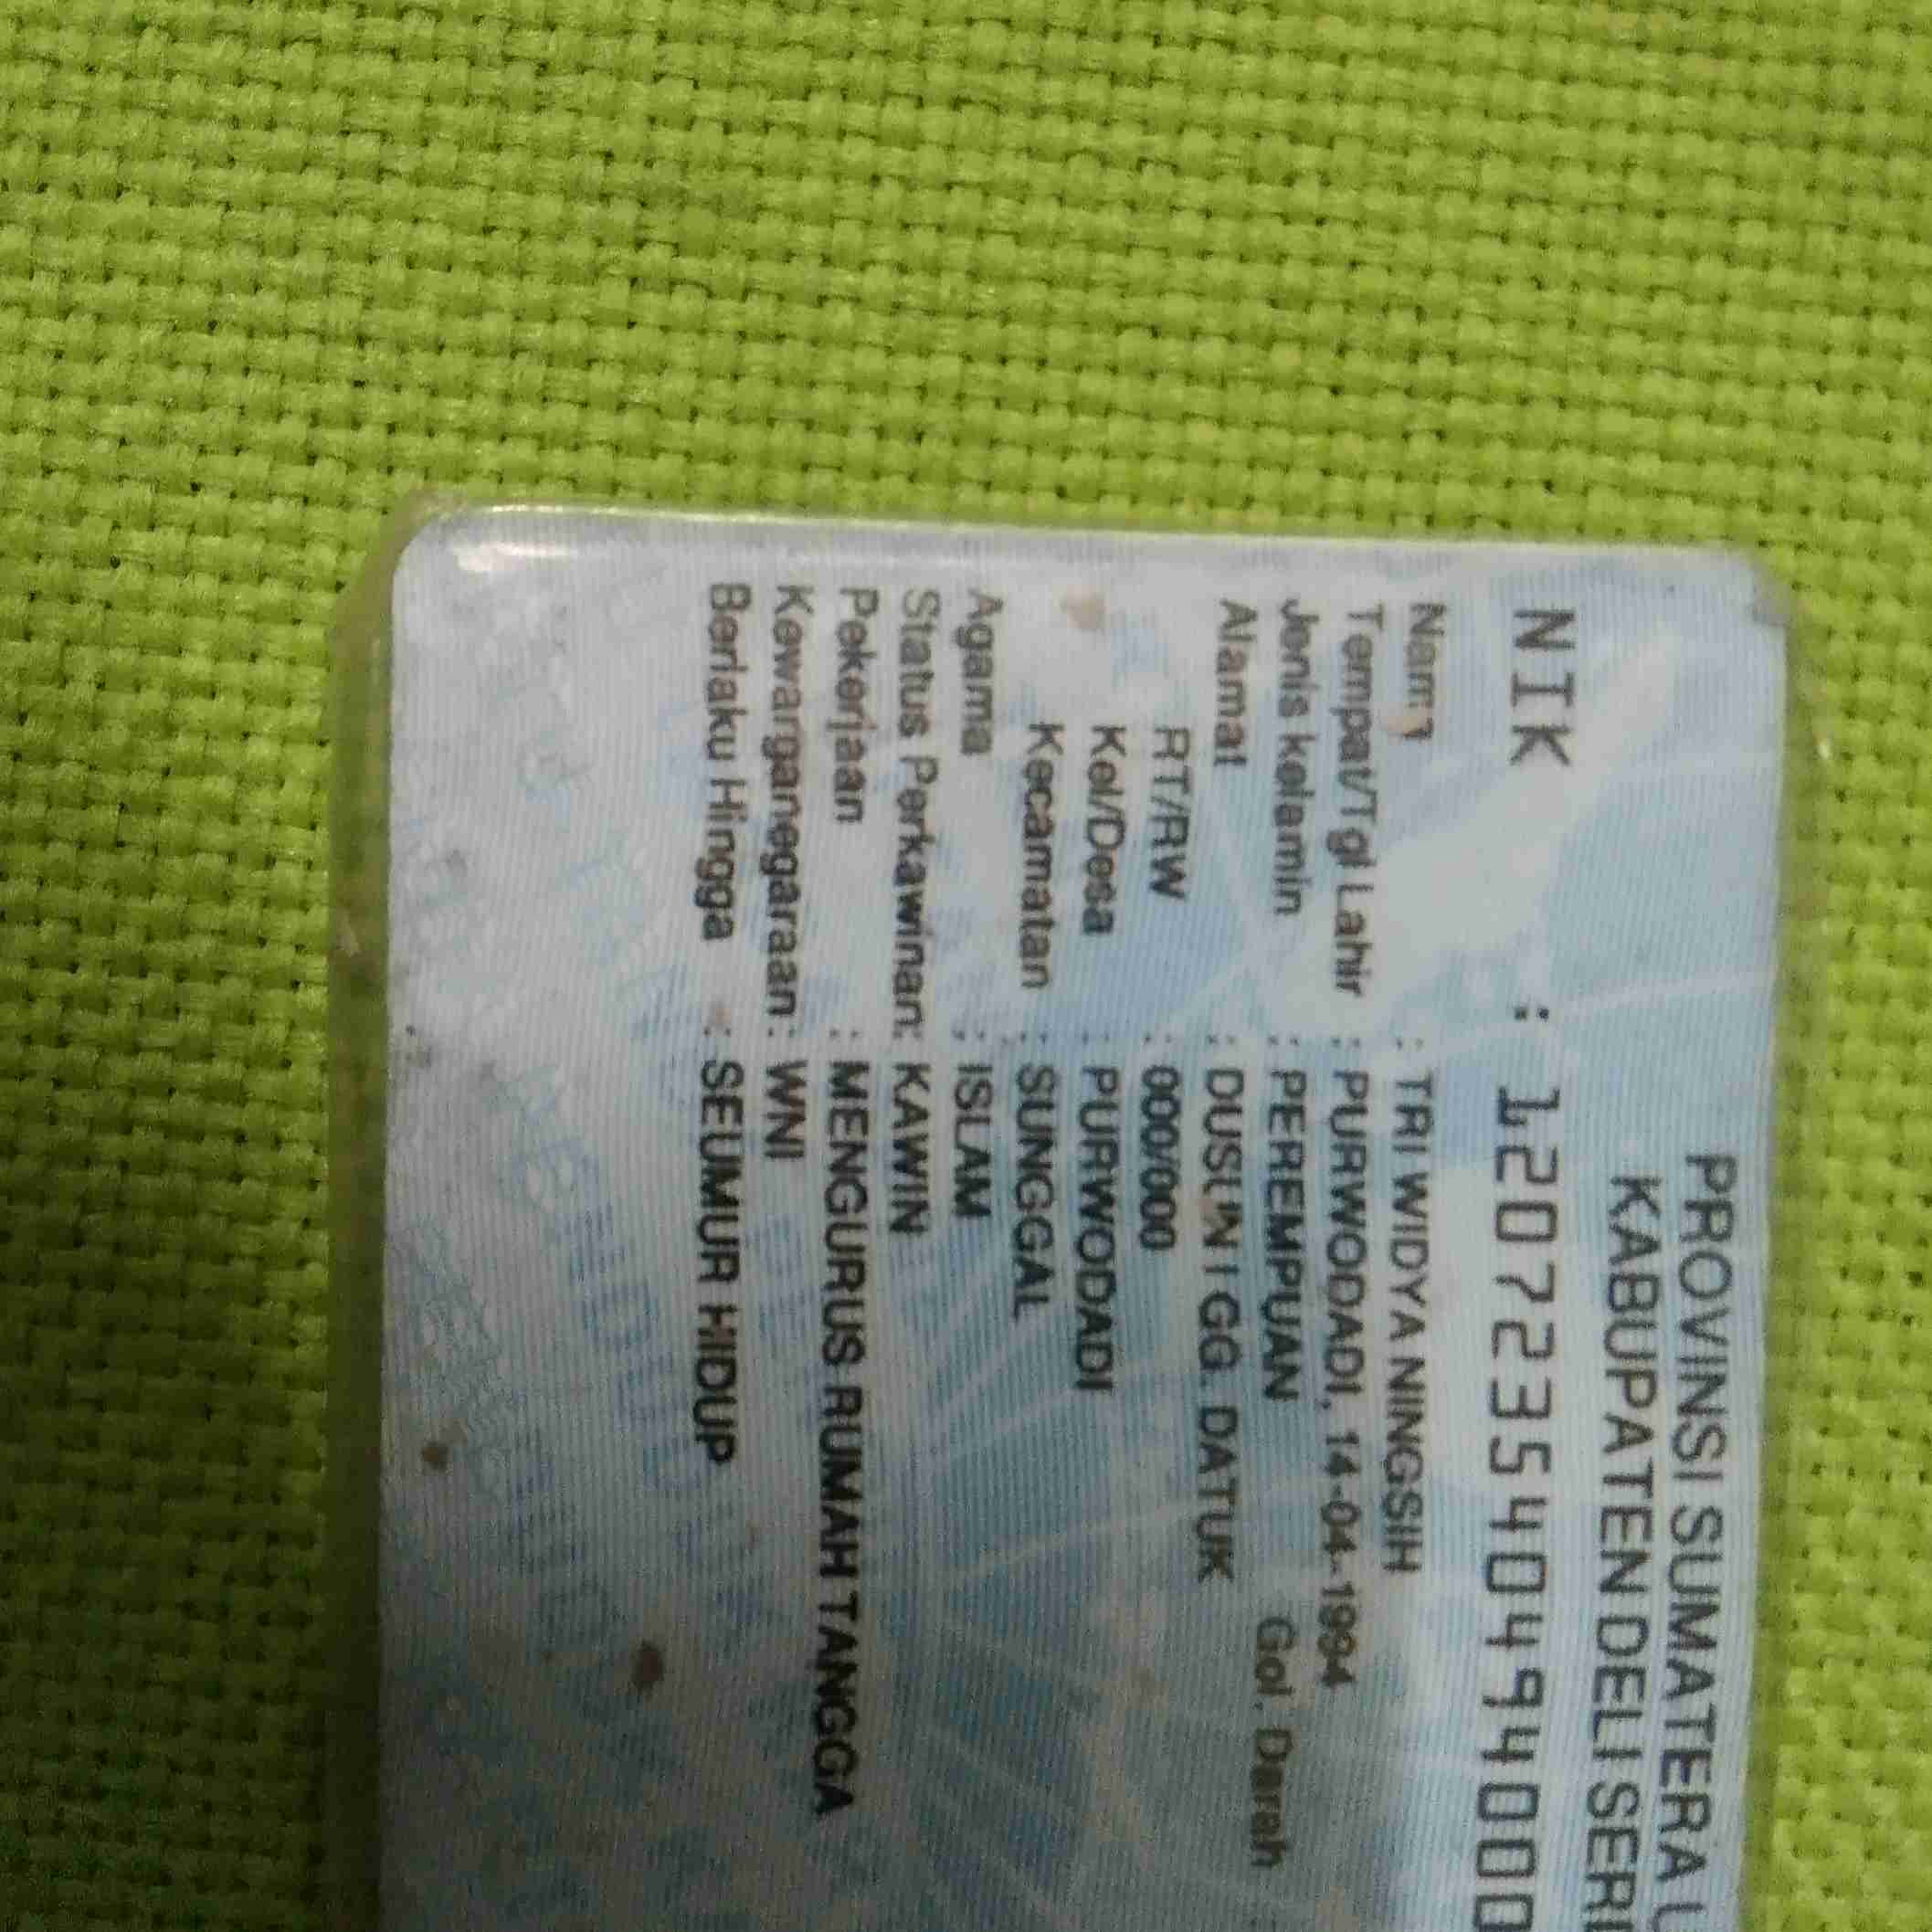 PROVINSI SUMATERA U
KABUPATEN DELI SERD
NIK : 120723540494000
Nama : TRI WIDYA NINGSIH
Tempat/Tgl Lahir : PURWODADI, 14-04-1994
Jenis kelamin : PEREMPUAN Gol. Darah
Alamat : DUSUN I GG. DATUK
RT/RW : 000/000
Kel/Desa : PURWODADI
Kecamatan : SUNGGAL
Agama : ISLAM
Status Perkawinan: KAWIN
Pekerjaan : MENGURUS RUMAH TANGGA
Kewarganegaraan: WNI
Berlaku Hingga : SEUMUR HIDUP